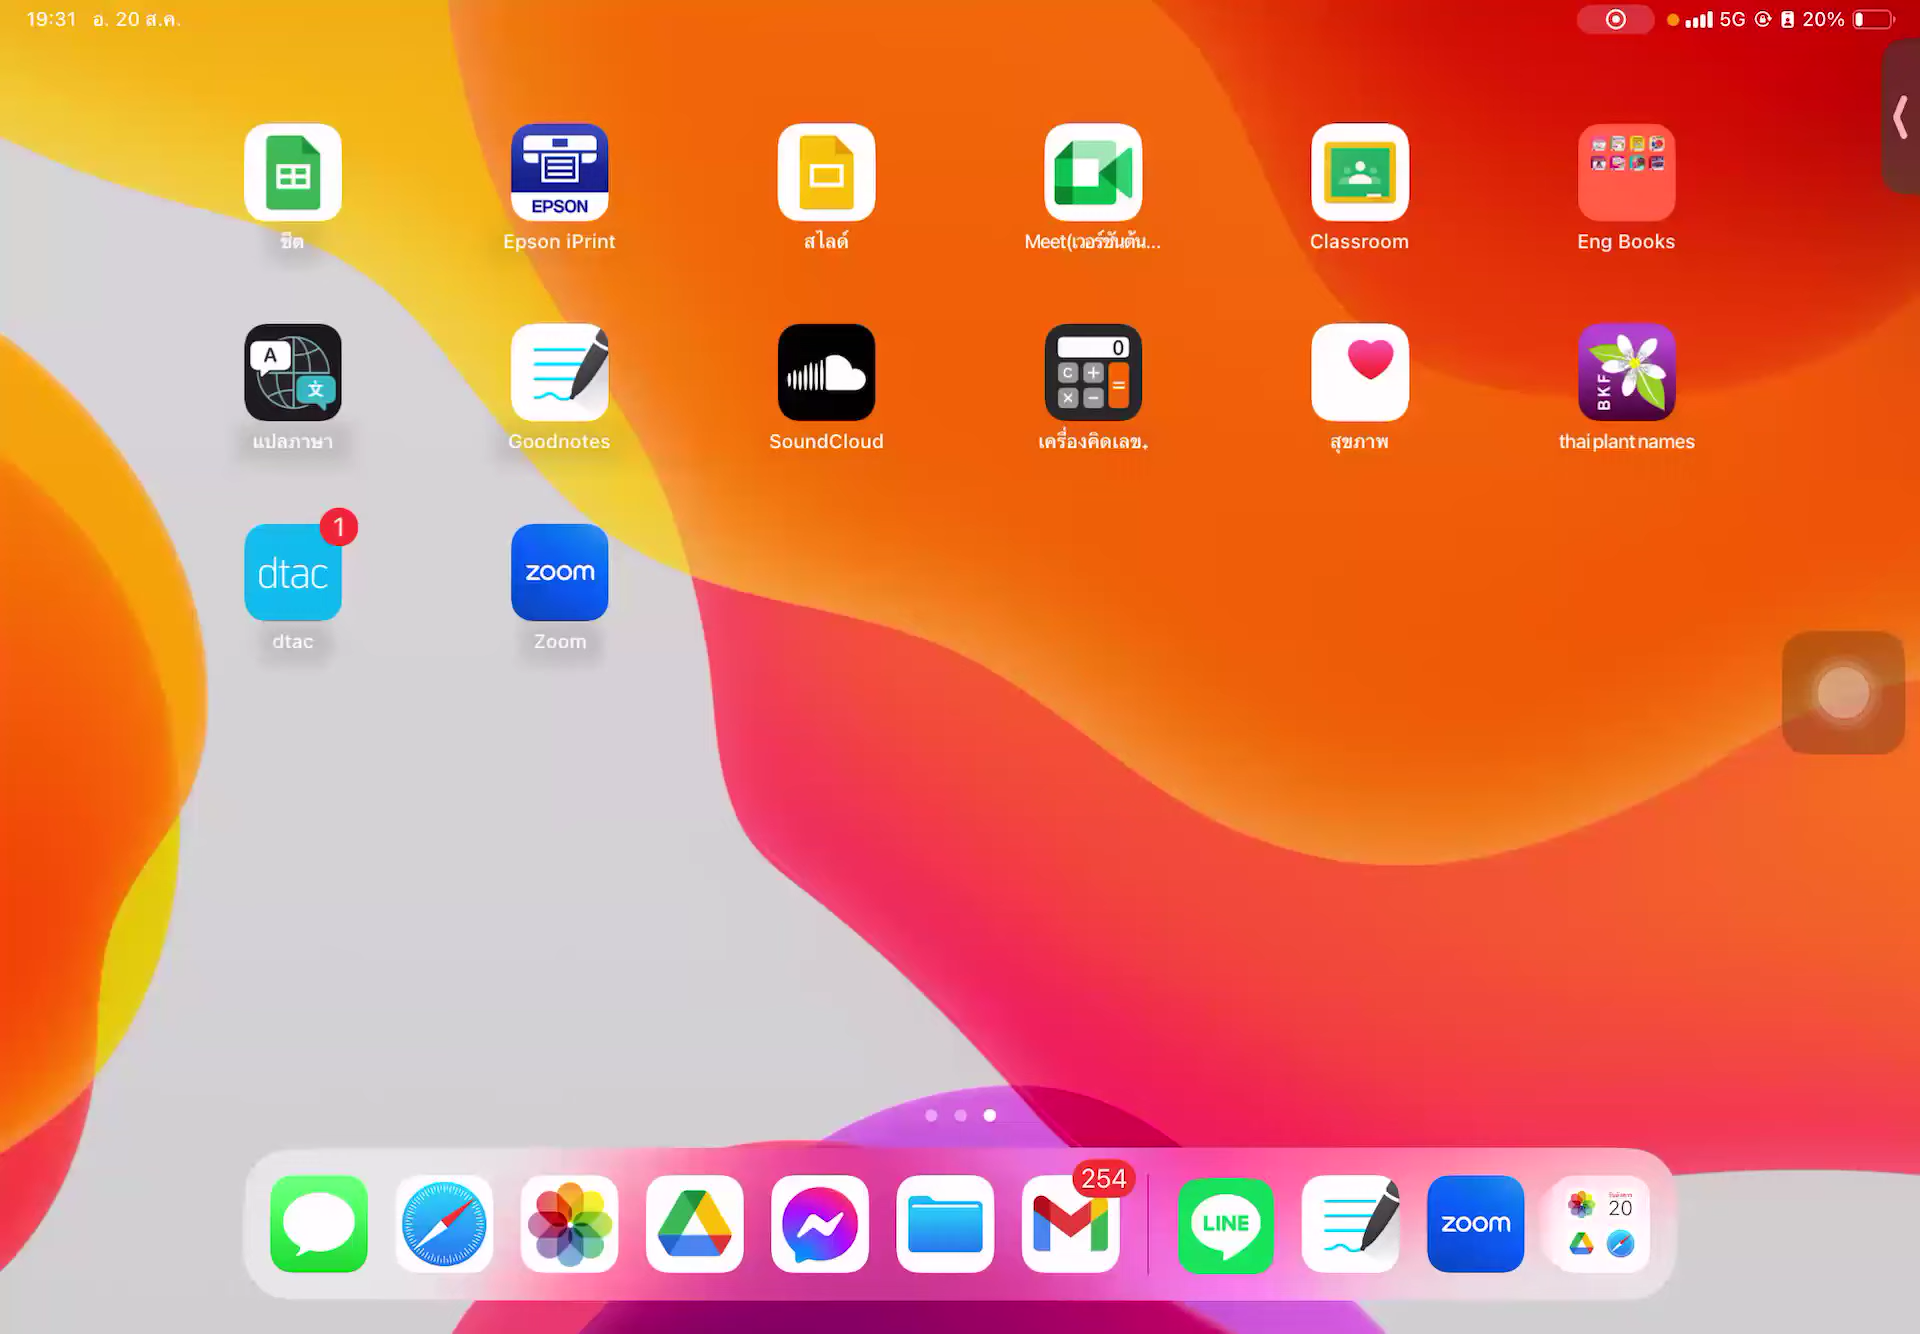 19:31 อ. 20 ส.ค.
5G 20%
EPSON
ชีต
Epson iPrint
สไลด์
Meet(เวอร์ชันต้น...
Classroom
Eng Books
A
文
0
C + = × −
BKF
แปลภาษา
Goodnotes
SoundCloud
เครื่องคิดเลข.
สุขภาพ
thai plant names
1
dtac
zoom
dtac
Zoom
254
LINE
zoom
20